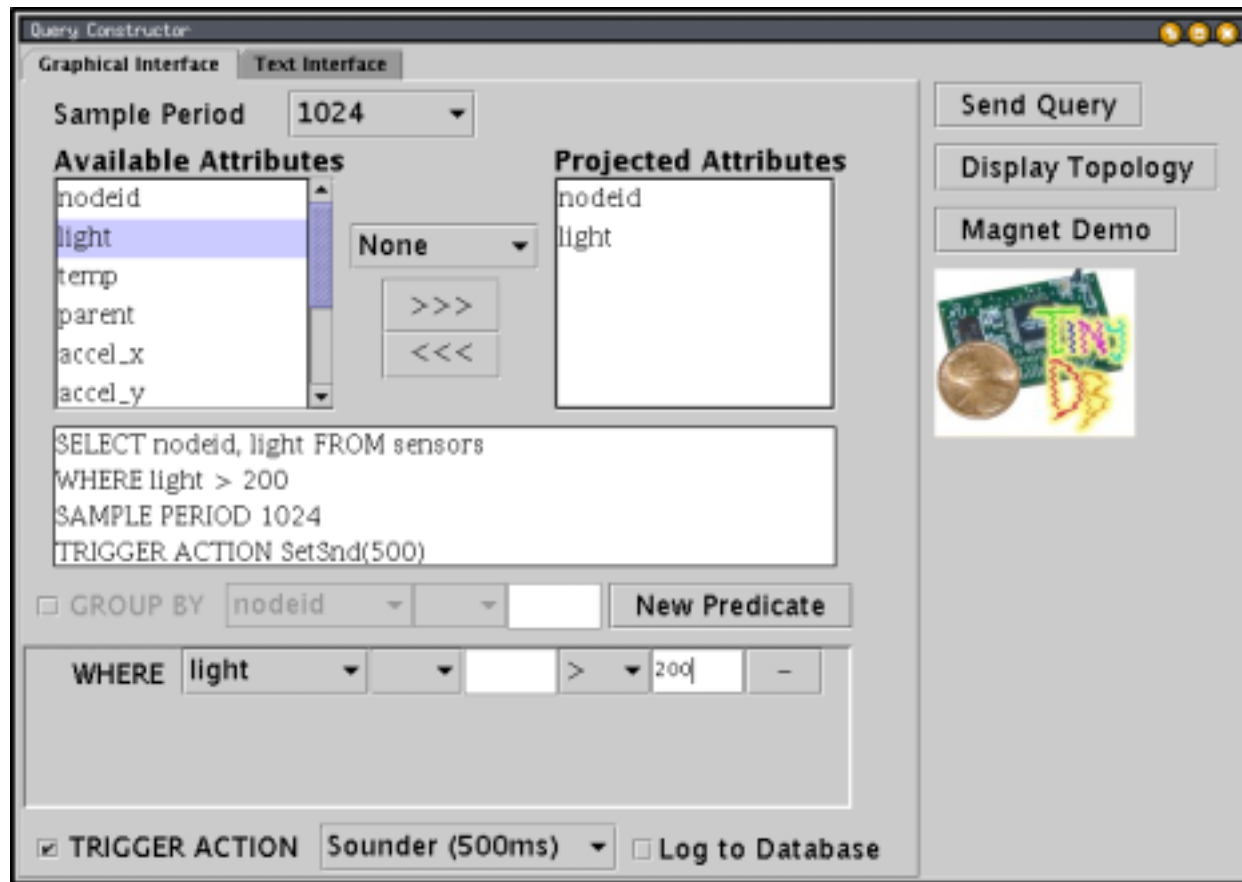 Query Constructor
Graphical Interface
Text Interface
Sample Period 1024
Available Attributes
nodeid
light
temp
parent
accel_x
accel_y
None
>>>
<<<
Projected Attributes
nodeid
light
SELECT nodeid, light FROM sensors
WHERE light > 200
SAMPLE PERIOD 1024
TRIGGER ACTION SetSnd(500)
GROUP BY nodeid
New Predicate
WHERE light > 200 -
TRIGGER ACTION Sounder (500ms) Log to Database
Send Query
Display Topology
Magnet Demo
DB